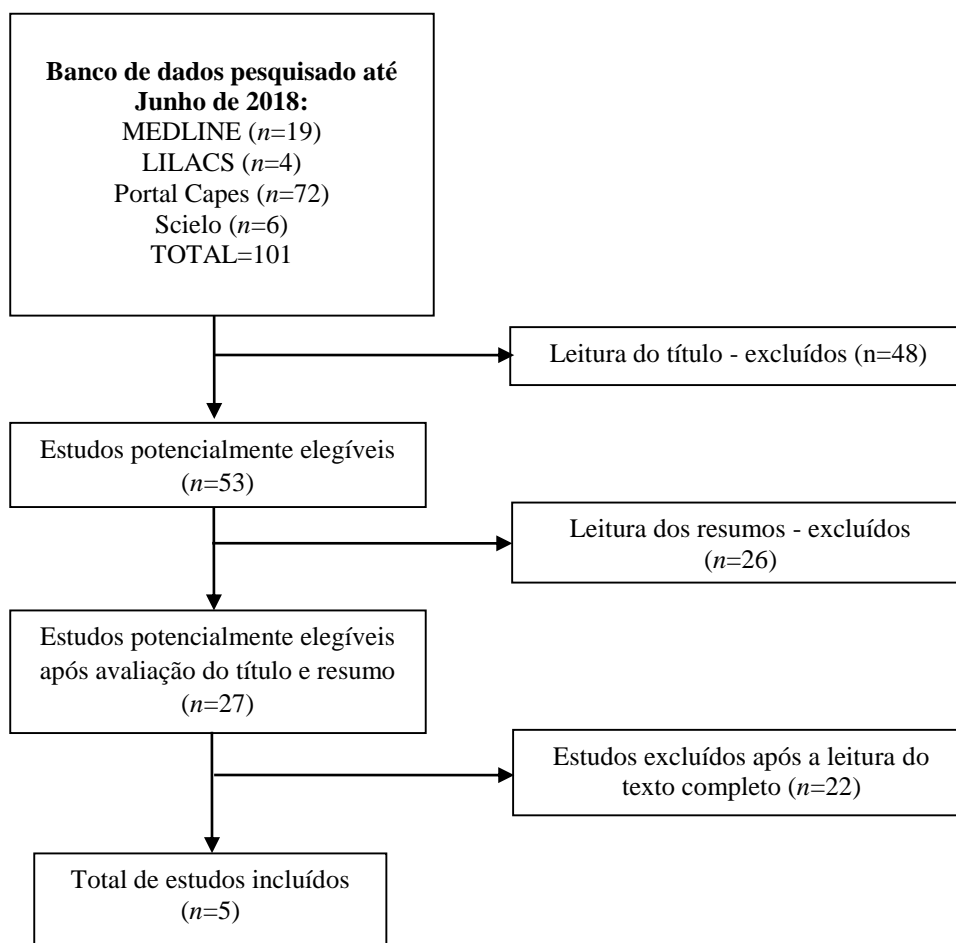 Banco de dados pesquisado até
Junho de 2018:
MEDLINE (n=19)
LILACS (n=4)
Portal Capes (n=72)
Scielo (n=6)
TOTAL=101
Leitura do título - excluídos (n=48)
Estudos potencialmente elegíveis
(n=53)
Leitura dos resumos - excluídos
(n=26)
Estudos potencialmente elegíveis
após avaliação do título e resumo
(n=27)
Estudos excluídos após a leitura do
texto completo (n=22)
Total de estudos incluídos
(n=5)